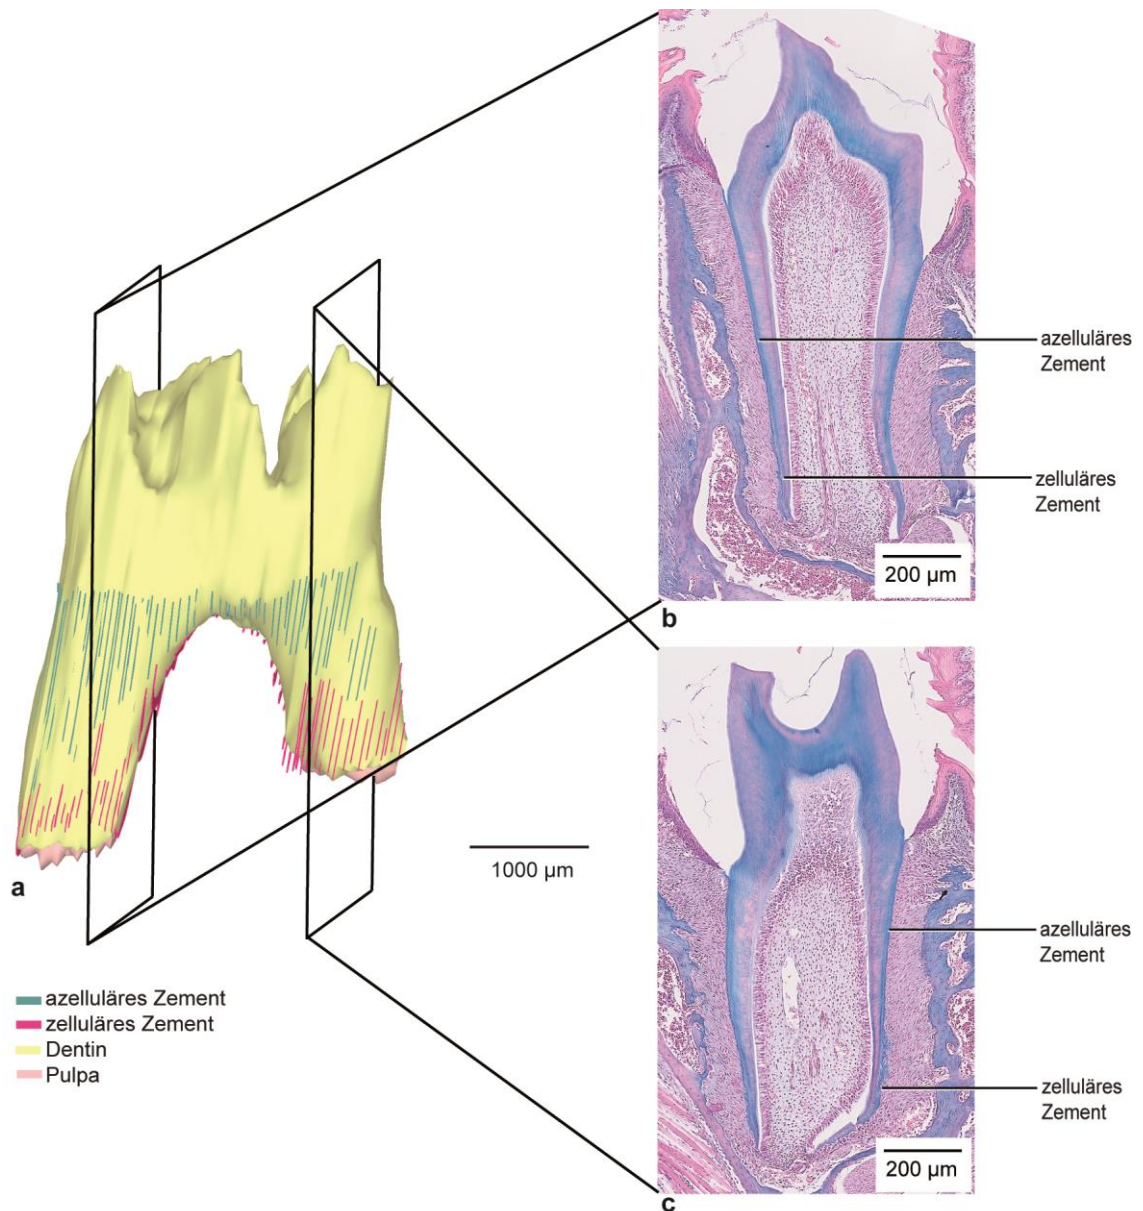 azelluläres
Zement
zelluläres
Zement
200 µm
b
a
1000 µm
azelluläres Zement
zelluläres Zement
Dentin
Pulpa
azelluläres
Zement
zelluläres
Zement
200 µm
c